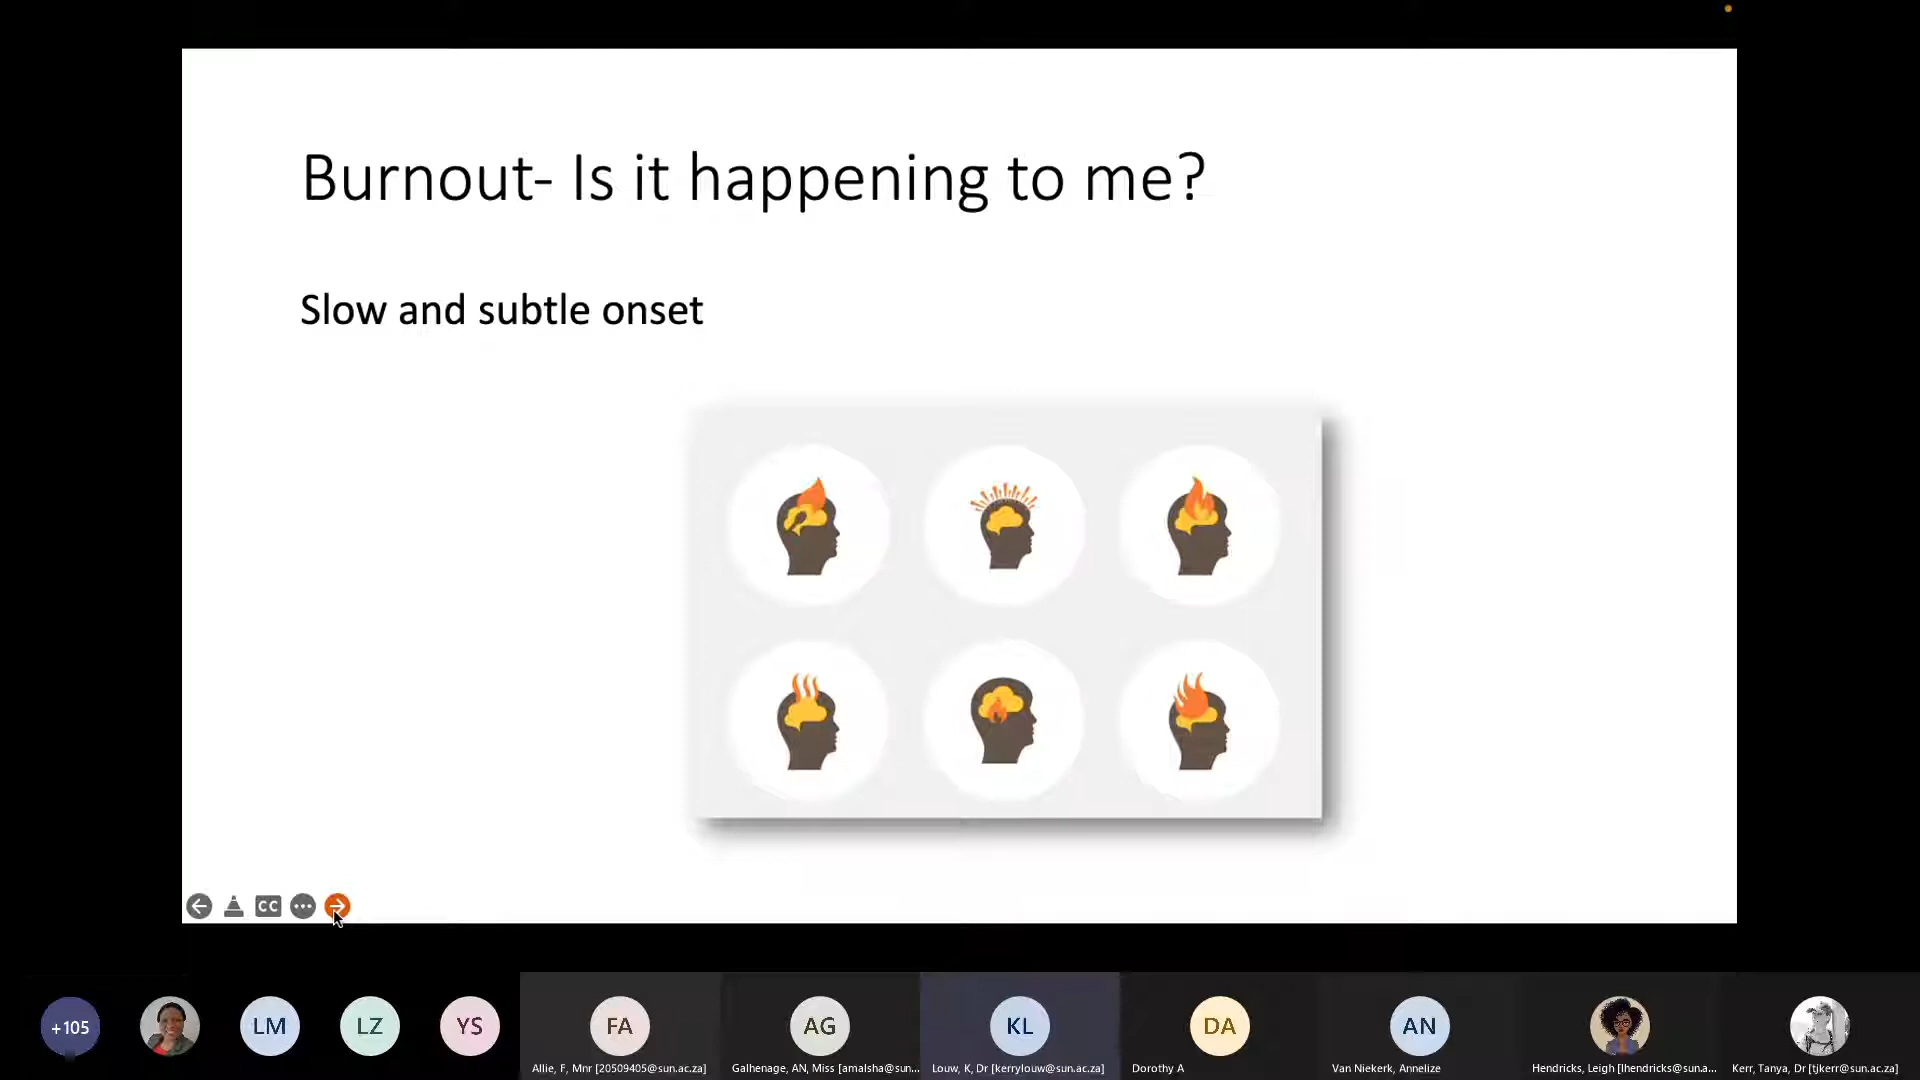 Burnout- Is it happening to me?
Slow and subtle onset
CC
+105
LM
LZ
YS
FA
AG
KL
DA
AN
Allie, F, Mnr [20509405@sun.ac.za]
Galhenage, AN, Miss [amalsha@sun...
Louw, K, Dr [kerrylouw@sun.ac.za]
Dorothy A
Van Niekerk, Annelize
Hendricks, Leigh [lhendricks@sun.a...
Kerr, Tanya, Dr [tjkerr@sun.ac.za]